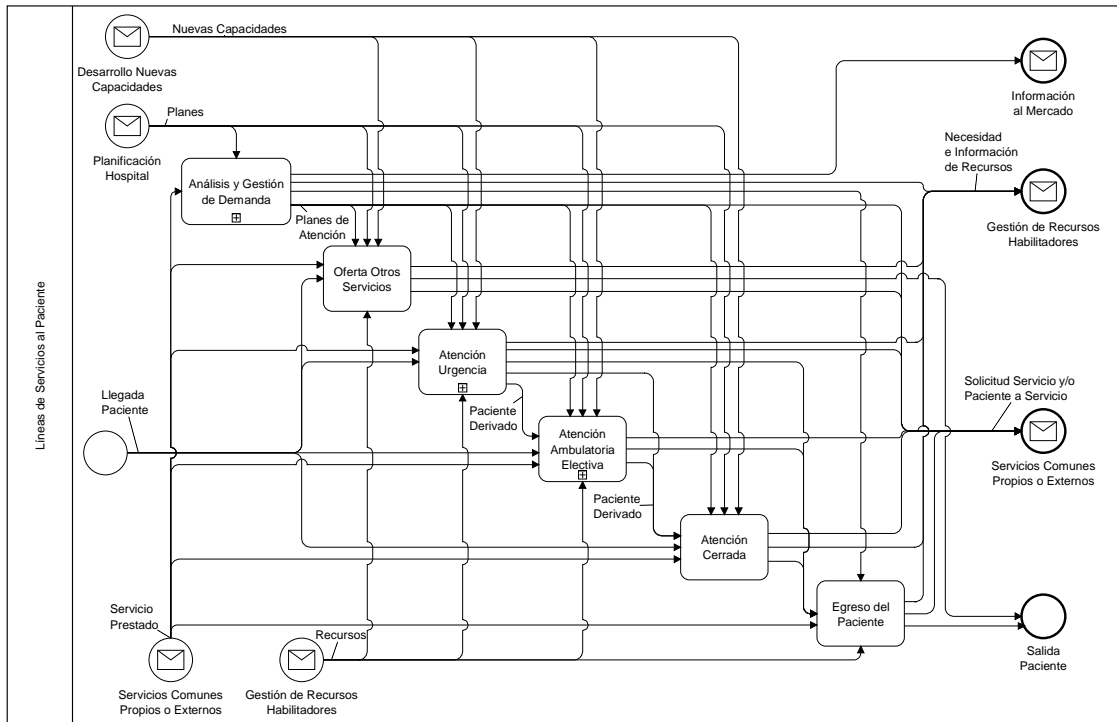 Líneas de Servicios al Paciente
Nuevas Capacidades
Desarrollo Nuevas
Capacidades
Información
al Mercado
Planes
Planificación
Hospital
Necesidad
e Información
de Recursos
Análisis y Gestión
de Demanda
Gestión de Recursos
Habilitadores
Planes de
Atención
Oferta Otros
Servicios
Atención
Urgencia
Llegada
Paciente
Paciente
Derivado
Solicitud Servicio y/o
Paciente a Servicio
Atención
Ambulatoria
Electiva
Servicios Comunes
Propios o Externos
Paciente
Derivado
Atención
Cerrada
Egreso del
Paciente
Servicio
Prestado
Recursos
Salida
Paciente
Servicios Comunes
Propios o Externos
Gestión de Recursos
Habilitadores